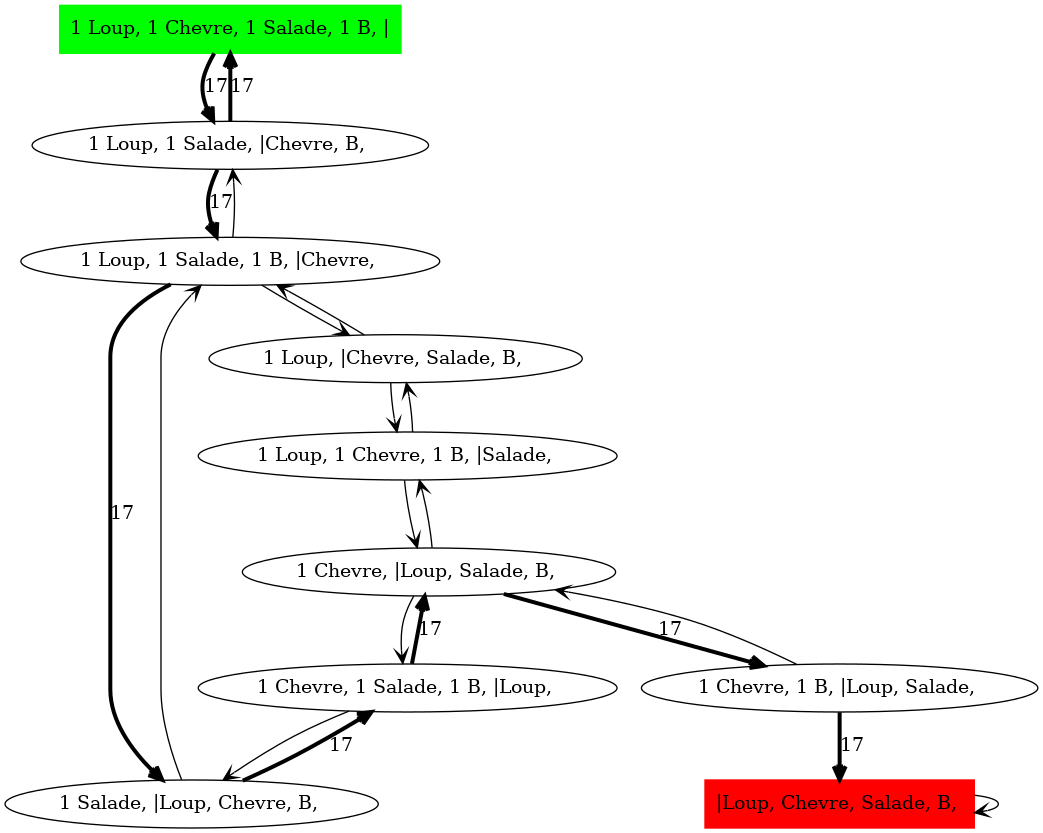 1 Loup, 1 Chevre, 1 Salade, 1 B, |
17 17
1 Loup, 1 Salade, |Chevre, B,
17
1 Loup, 1 Salade, 1 B, |Chevre,
1 Loup, |Chevre, Salade, B,
1 Loup, 1 Chevre, 1 B, |Salade,
17
1 Chevre, |Loup, Salade, B,
17 17
1 Chevre, 1 Salade, 1 B, |Loup,
1 Chevre, 1 B, |Loup, Salade,
17 17
1 Salade, |Loup, Chevre, B,
|Loup, Chevre, Salade, B,